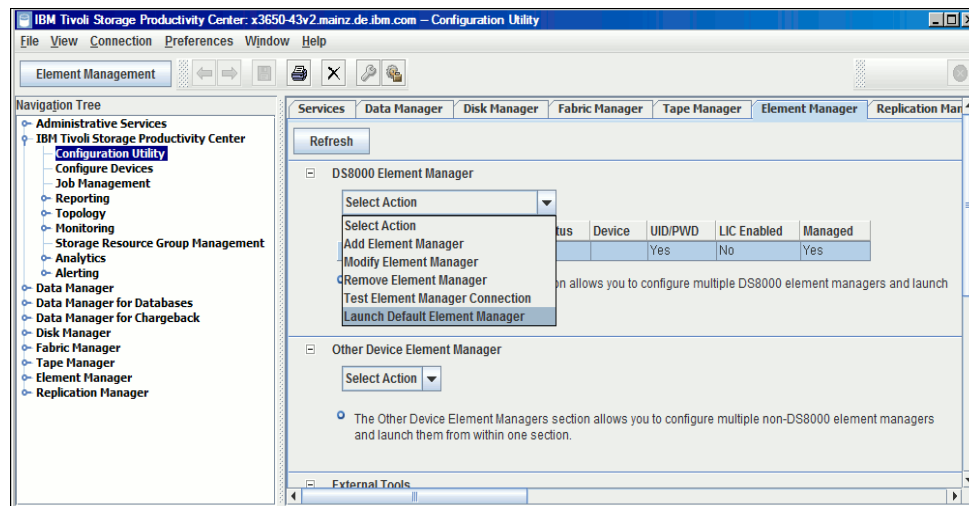 IBM Tivoli Storage Productivity Center: x3650-43v2.mainz.de.ibm.com – Configuration Utility
File View Connection Preferences Window Help
Element Management
Navigation Tree
Administrative Services
IBM Tivoli Storage Productivity Center
Configuration Utility
Configure Devices
Job Management
Reporting
Topology
Monitoring
Storage Resource Group Management
Analytics
Alerting
Data Manager
Data Manager for Databases
Data Manager for Chargeback
Disk Manager
Fabric Manager
Tape Manager
Element Manager
Replication Manager
Services Data Manager Disk Manager Fabric Manager Tape Manager Element Manager Replication Mar
Refresh
DS8000 Element Manager
Select Action
Select Action
Add Element Manager
Modify Element Manager
Remove Element Manager
Test Element Manager Connection
Launch Default Element Manager
tus Device UID/PWD LIC Enabled Managed
Yes No Yes
on allows you to configure multiple DS8000 element managers and launch
Other Device Element Manager
Select Action
The Other Device Element Managers section allows you to configure multiple non-DS8000 element managers
and launch them from within one section.
External Tools